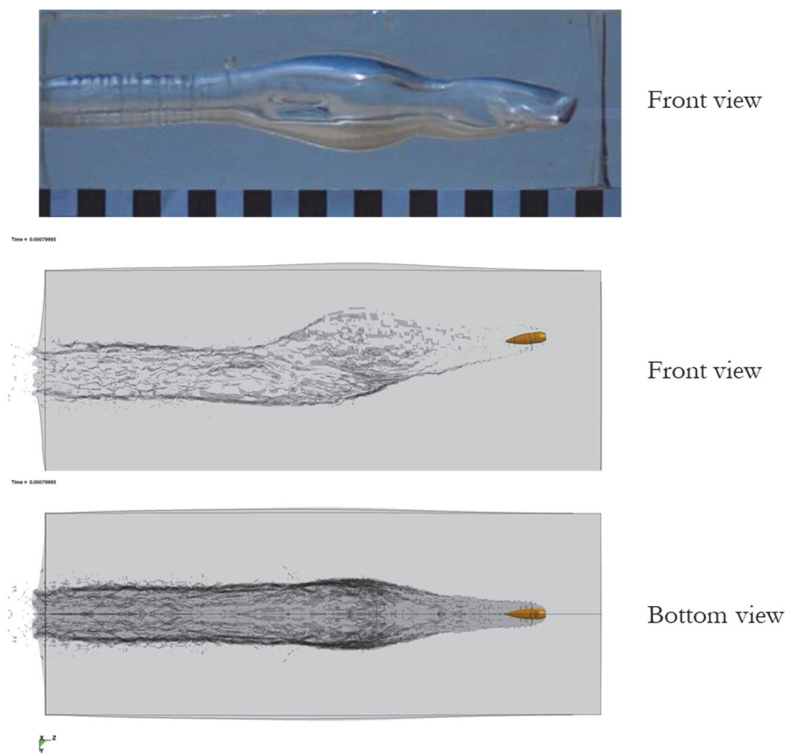 Front view
Time = 0.00079995
Front view
Time = 0.00079995
Bottom view
X Z
Y